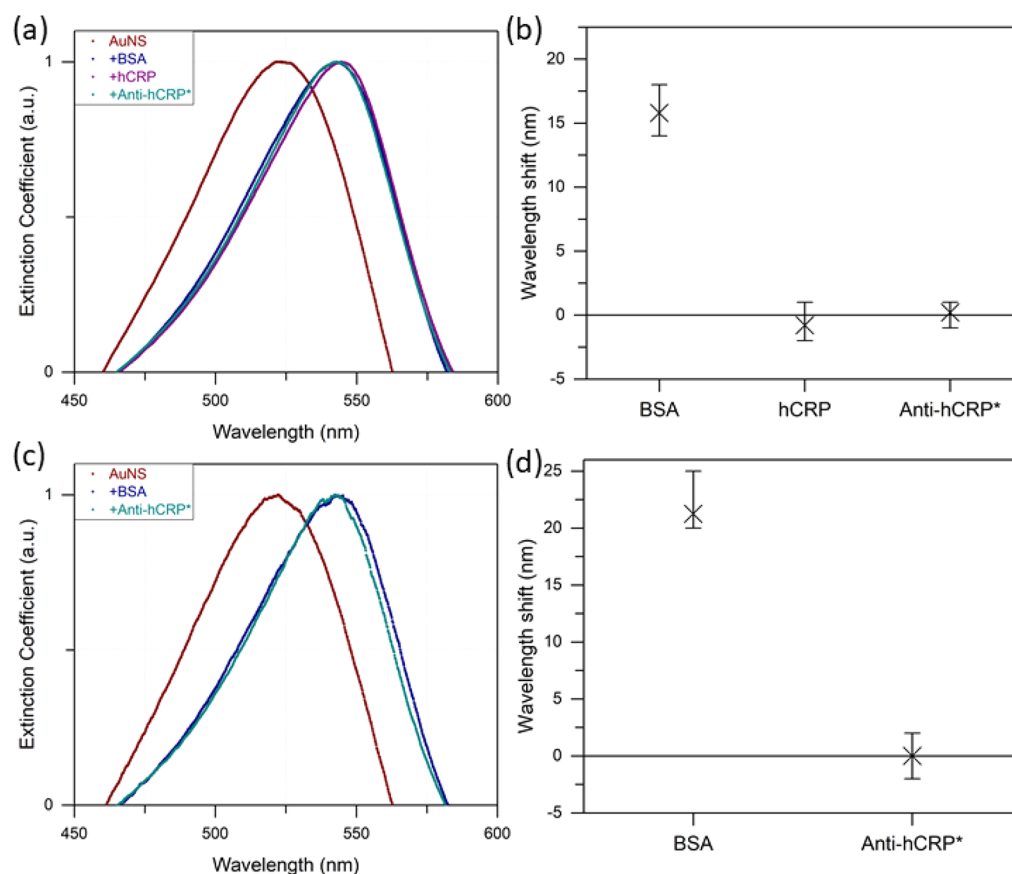 (a)
AuNS
+BSA
+hCRP
+Anti-hCRP*
Extinction Coefficient (a.u.)
1
1
0
450
500
550
600
Wavelength (nm)
(b)
Wavelength shift (nm)
20
15
10
5
0
-5
BSA
hCRP
Anti-hCRP*
(c)
AuNS
+BSA
+Anti-hCRP*
Extinction Coefficient (a.u.)
1
1
0
450
500
550
600
Wavelength (nm)
(d)
Wavelength shift (nm)
25
20
15
10
5
0
-5
BSA
Anti-hCRP*